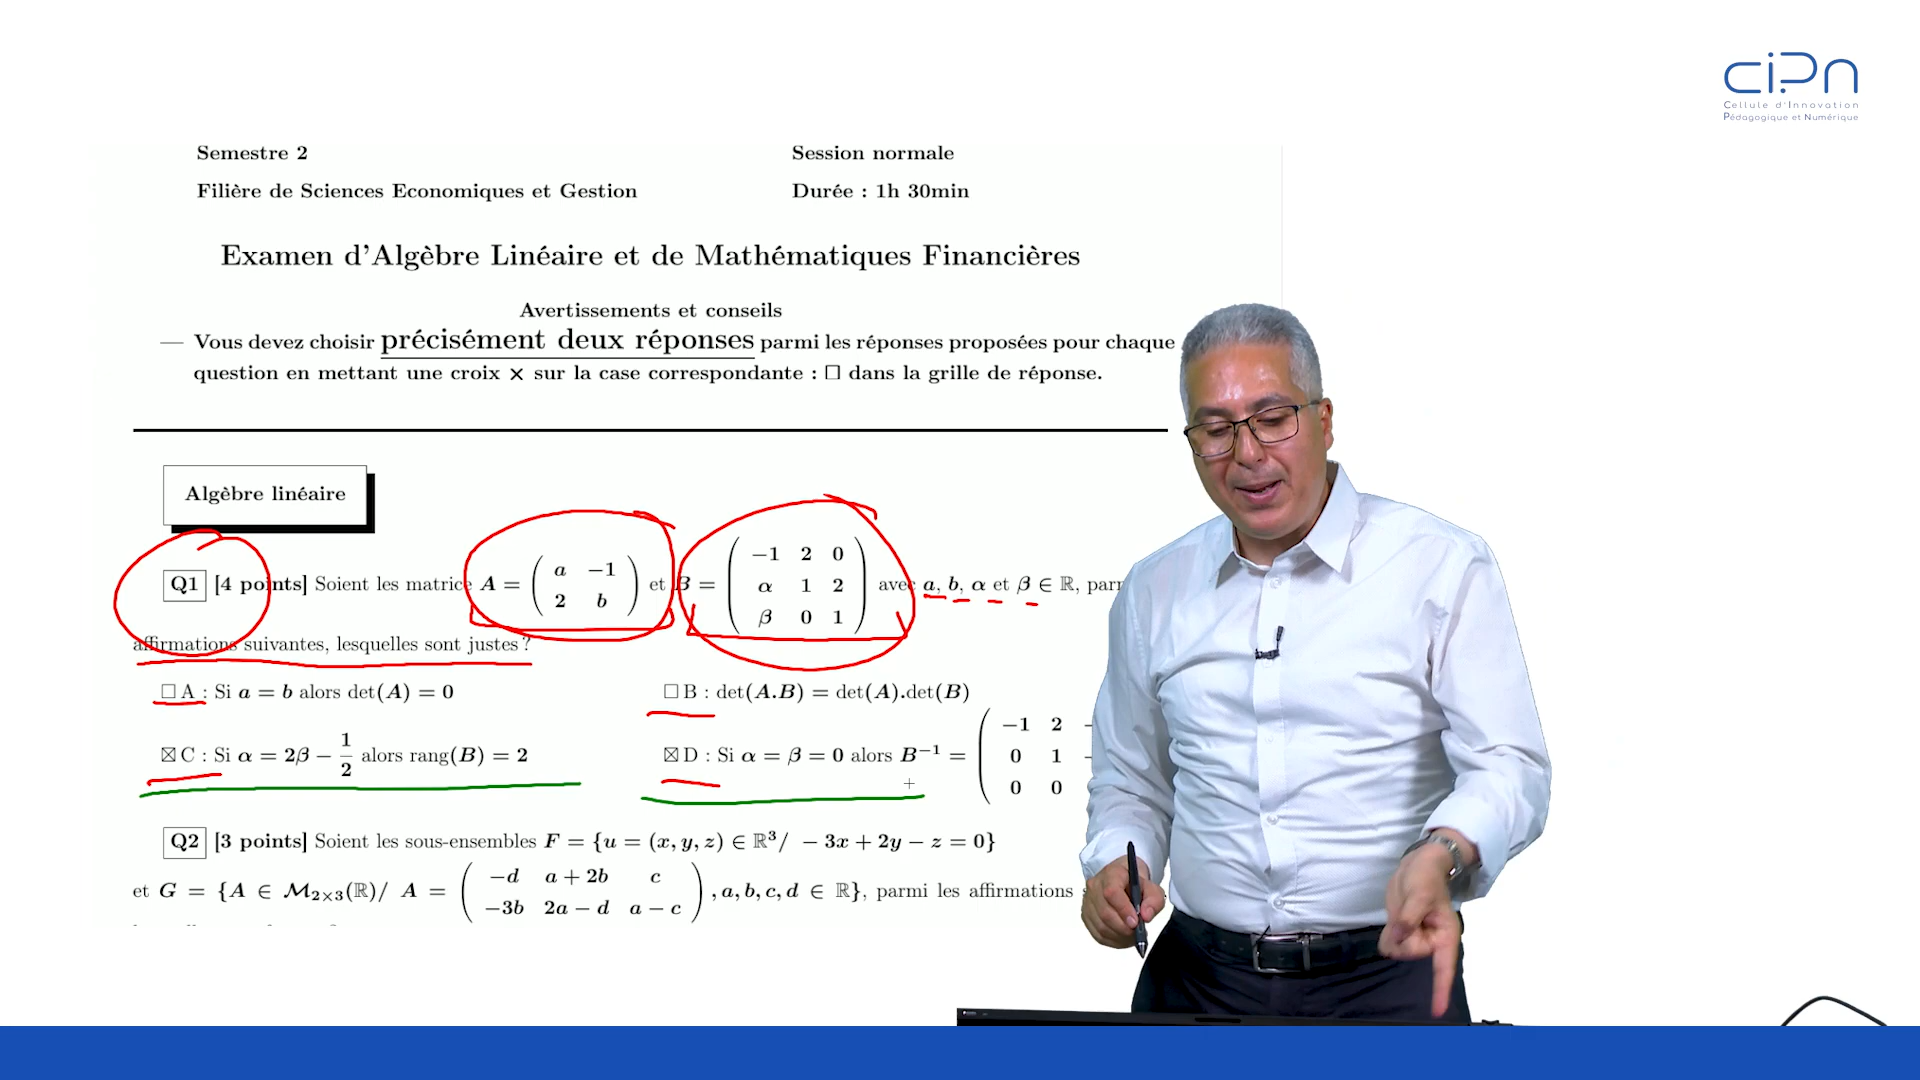 ciPn
Cellule d'Innovation
Pédagogique et Numérique
Semestre 2 Session normale
Filière de Sciences Economiques et Gestion Durée : 1h 30min
Examen d'Algèbre Linéaire et de Mathématiques Financières
Avertissements et conseils
— Vous devez choisir précisément deux réponses parmi les réponses proposées pour chaque
question en mettant une croix × sur la case correspondante : □ dans la grille de réponse.
Algèbre linéaire
Q1 [4 points] Soient les matrice A = ( a −1 ; 2 b ) et B = ( −1 2 0 ; α 1 2 ; β 0 1 ) avec a, b, α et β ∈ ℝ,
affirmations suivantes, lesquelles sont justes ?
□ A : Si a = b alors det(A) = 0 □ B : det(A.B) = det(A).det(B)
☒ C : Si α = 2β − 1/2 alors rang(B) = 2 ☒ D : Si α = β = 0 alors B⁻¹ = ( −1 2 − ; 0 1 − ; 0 0
Q2 [3 points] Soient les sous-ensembles F = {u = (x, y, z) ∈ ℝ³/ − 3x + 2y − z = 0}
et G = {A ∈ M₂ₓ₃(ℝ)/ A = ( −d a + 2b c ; −3b 2a − d a − c ) , a, b, c, d ∈ ℝ}, parmi les affirmations